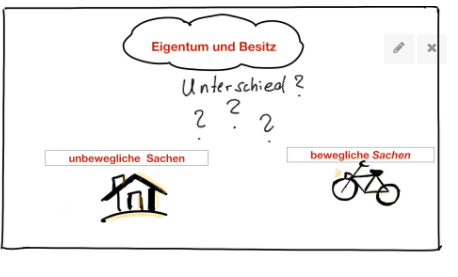 Eigentum und Besitz
Unterschied ?
?
? ?
unbewegliche Sachen
bewegliche Sachen